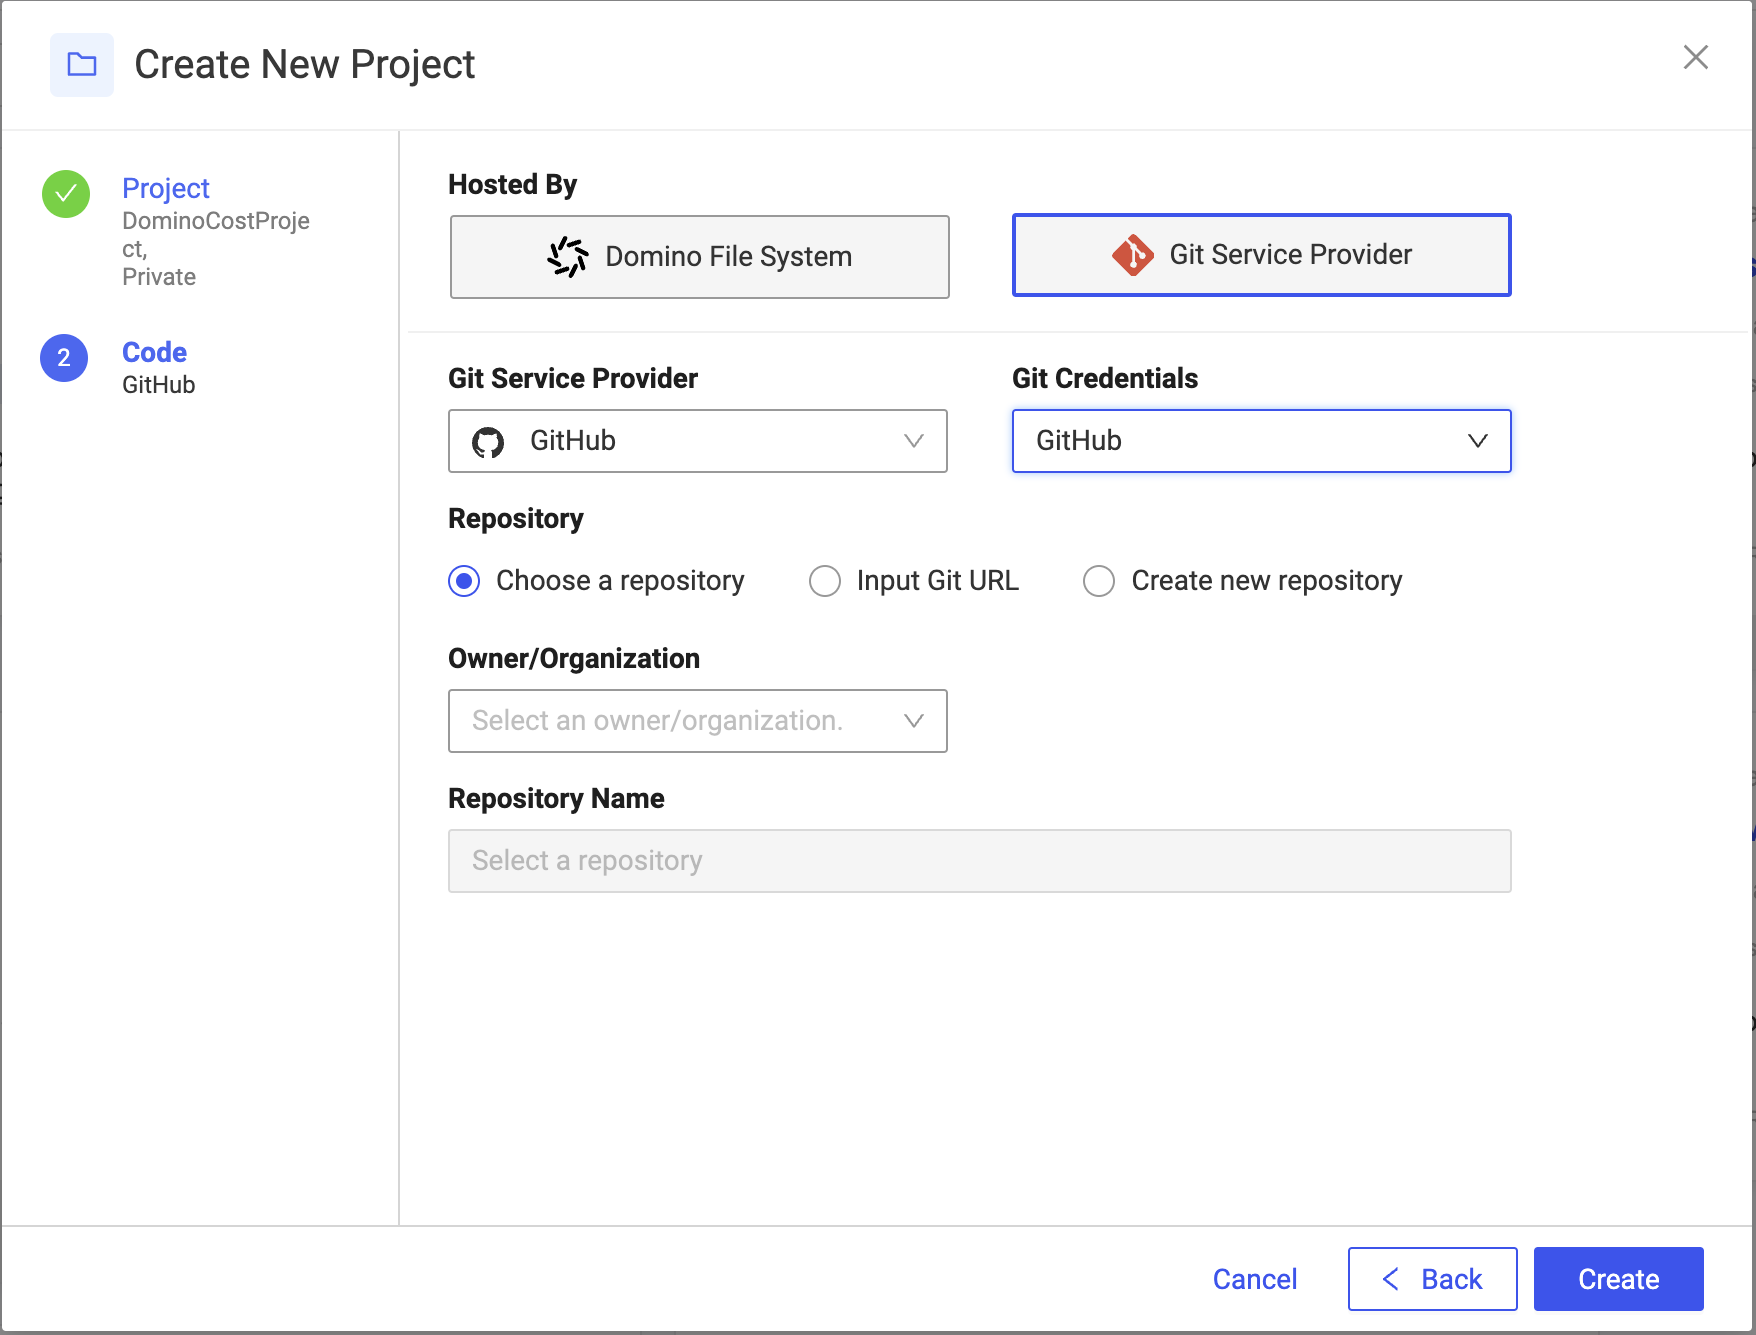 Create New Project
Project
DominoCostProje
ct,
Private
2
Code
GitHub
Hosted By
Domino File System
Git Service Provider
Git Service Provider
Git Credentials
GitHub
GitHub
Repository
Choose a repository
Input Git URL
Create new repository
Owner/Organization
Select an owner/organization.
Repository Name
Select a repository
Cancel
Back
Create